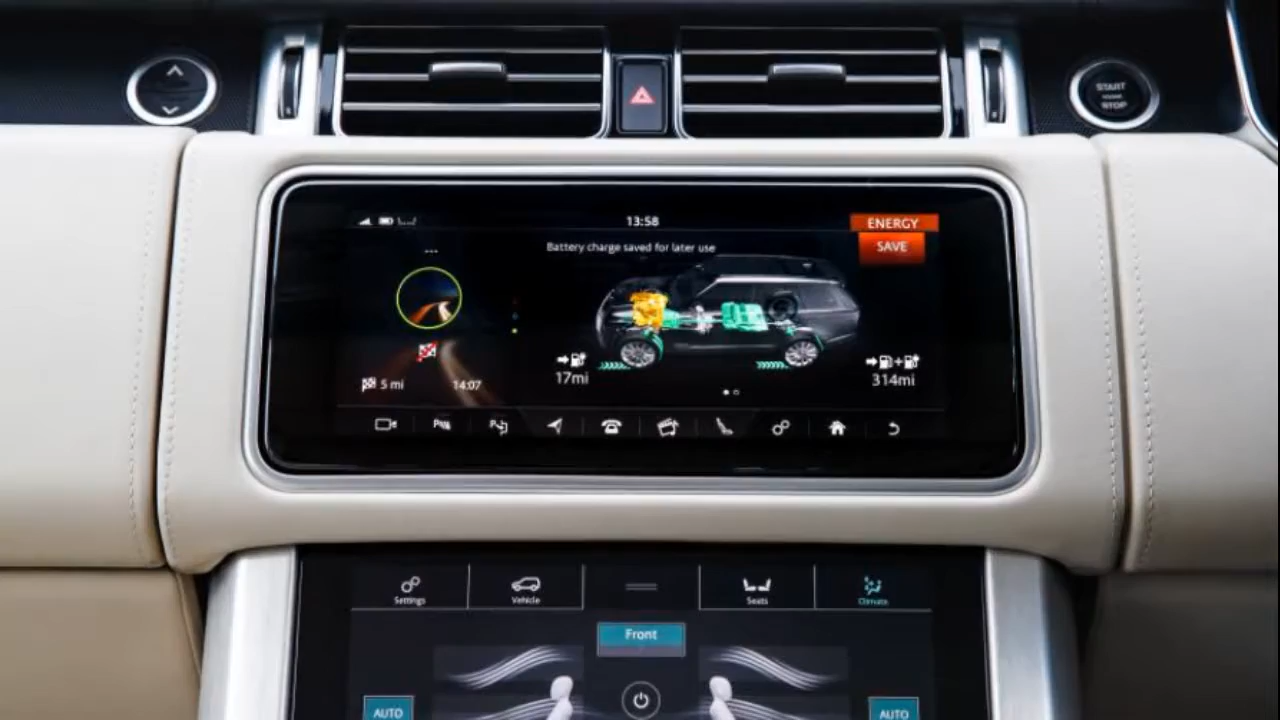 START
STOP
13:58
ENERGY
Battery charge saved for later use
SAVE
---
5 mi
14:07
17mi
314mi
Settings
Vehicle
Seats
Climate
Front
AUTO
AUTO